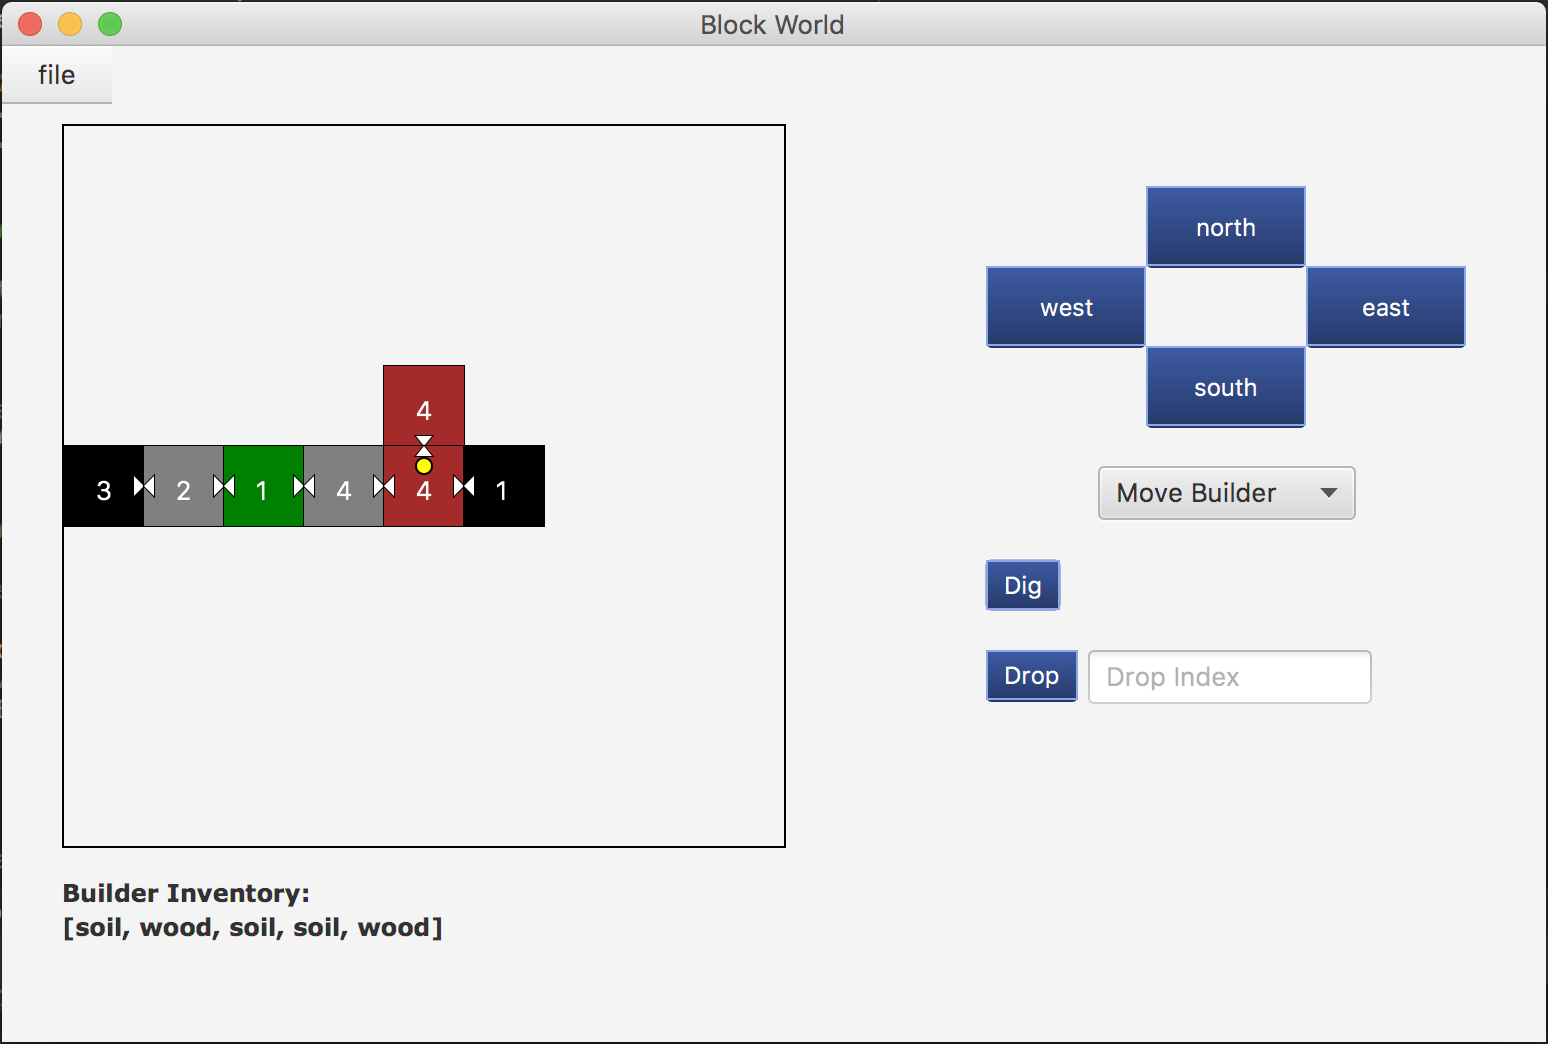 Block World
file
north
west
east
south
4
3 2 1 4 4 1
Move Builder
Dig
Drop
Drop Index
Builder Inventory:
[soil, wood, soil, soil, wood]